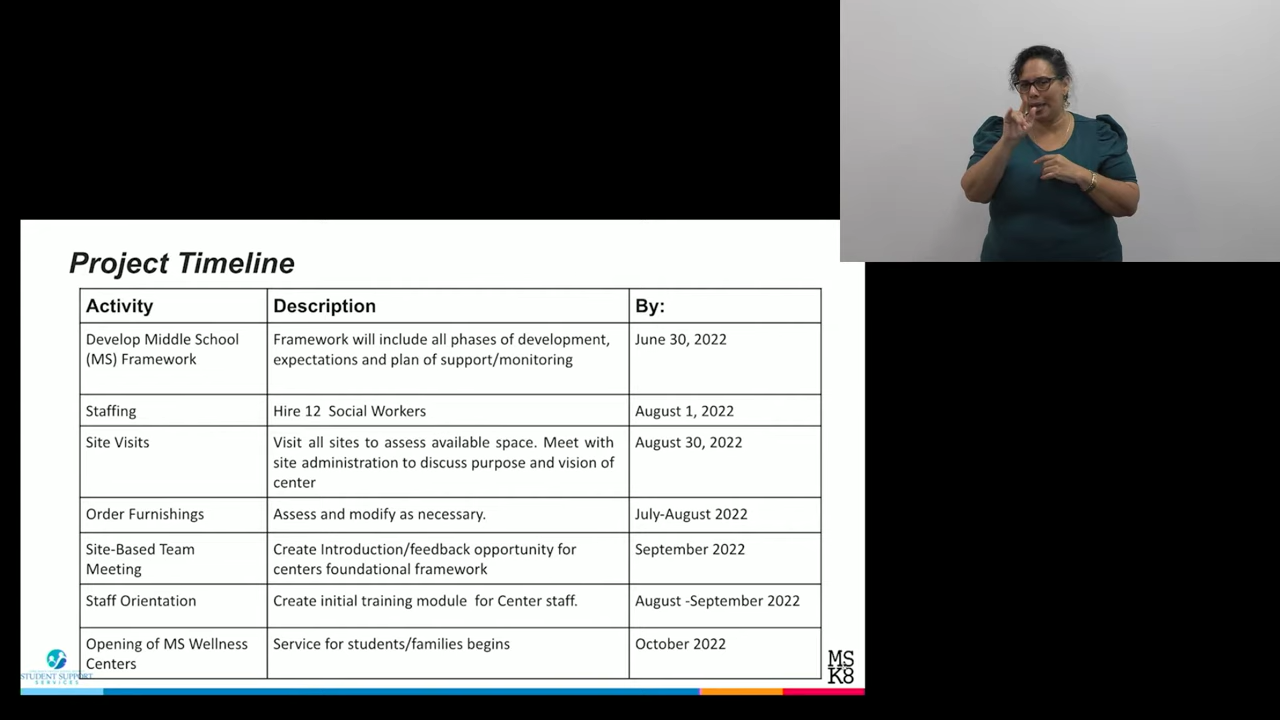 Project Timeline
Activity Description By:
Develop Middle School Framework will include all phases of development, June 30, 2022
(MS) Framework expectations and plan of support/monitoring
Staffing Hire 12 Social Workers August 1, 2022
Site Visits Visit all sites to assess available space. Meet with August 30, 2022
site administration to discuss purpose and vision of
center
Order Furnishings Assess and modify as necessary. July-August 2022
Site-Based Team Create Introduction/feedback opportunity for September 2022
Meeting centers foundational framework
Staff Orientation Create initial training module for Center staff. August -September 2022
Opening of MS Wellness Service for students/families begins October 2022
Centers
STUDENT SUPPORT
SERVICES
MS
K8